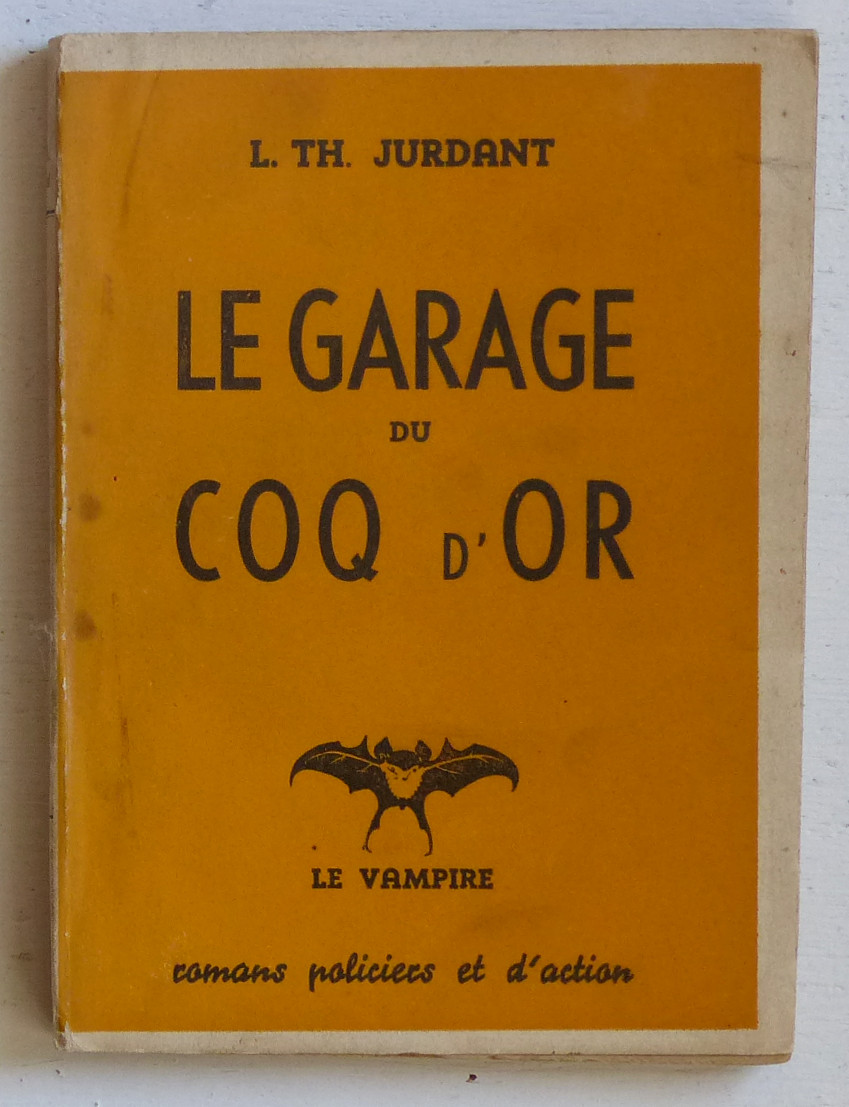 L. TH. JURDANT
LE GARAGE
DU
COQ D'OR
LE VAMPIRE
romans policiers et d'action